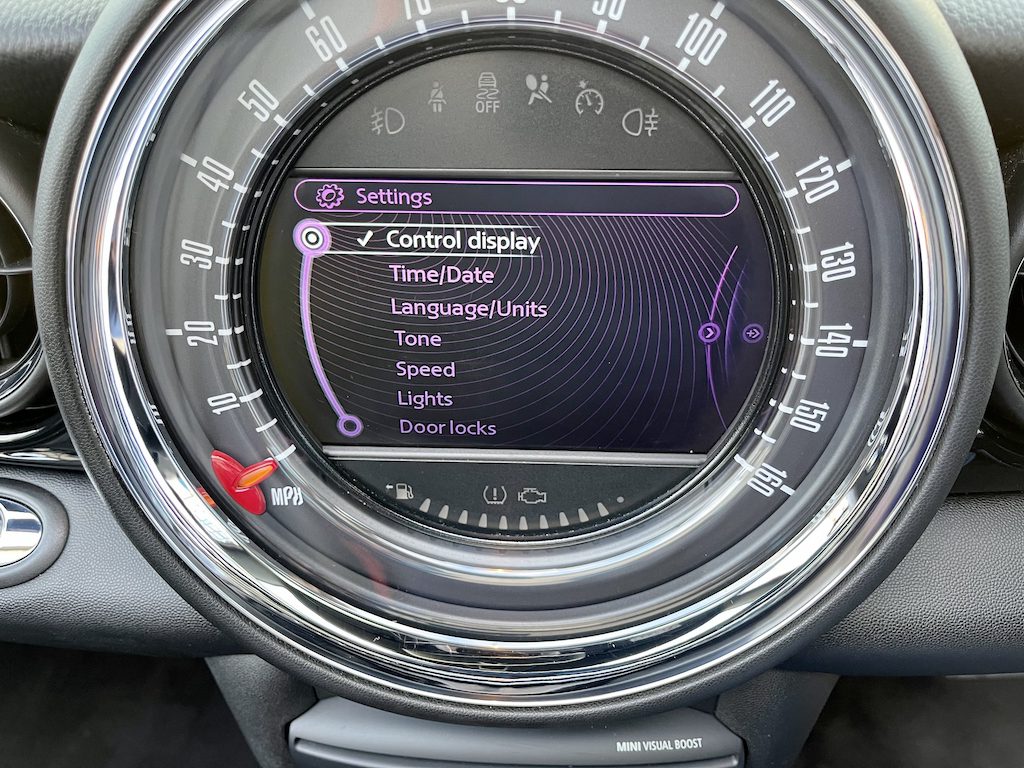 60
90
100
50
110
OFF
40
120
Settings
✓ Control display
30
Time/Date
130
Language/Units
20
Tone
140
Speed
10
Lights
150
Door locks
MPH
160
MINI VISUAL BOOST